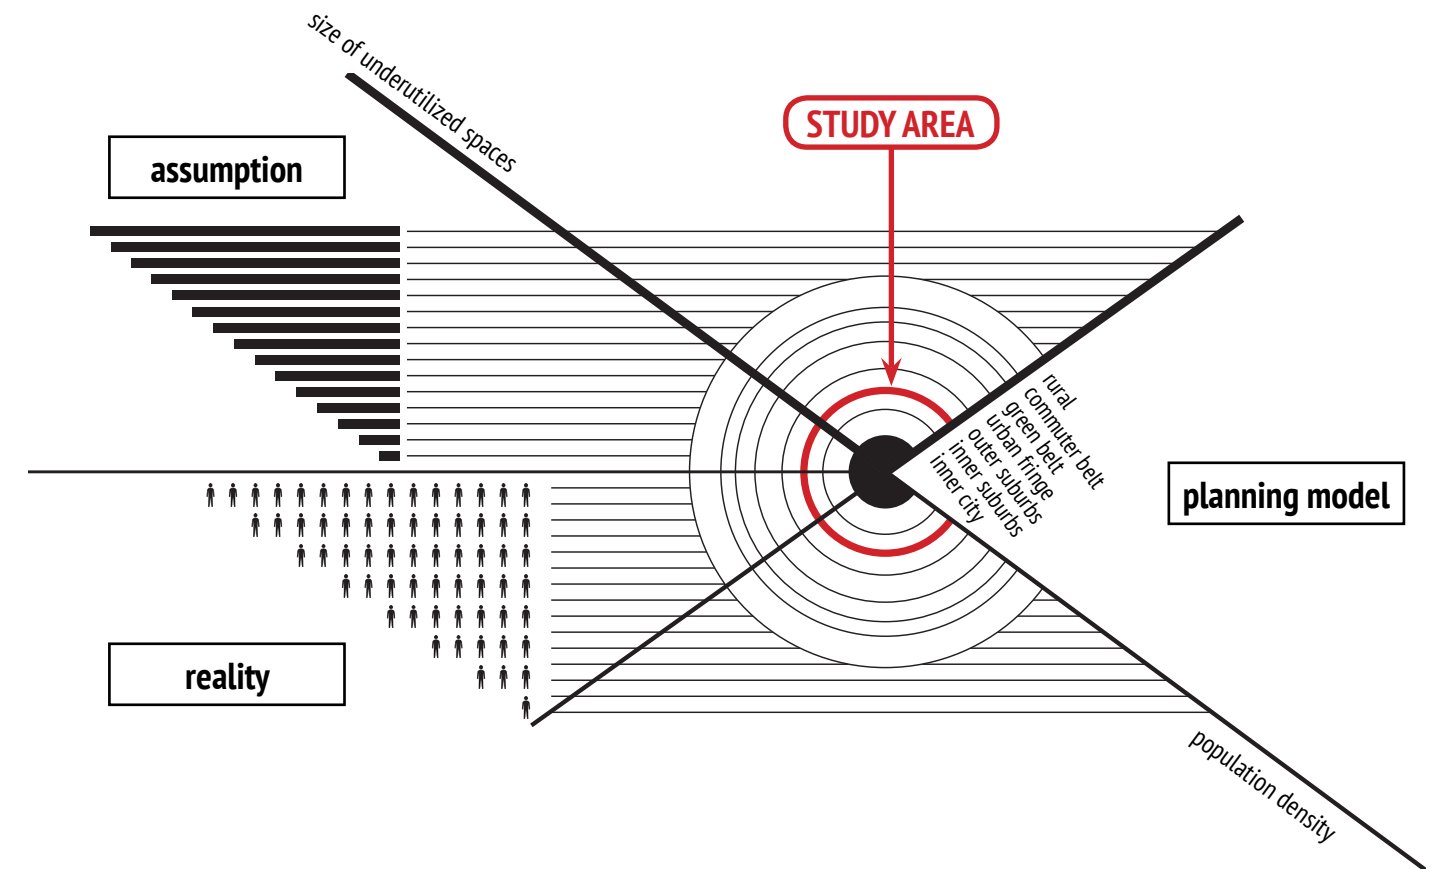 size of underutilized spaces
STUDY AREA
assumption
rural
commuter belt
green belt
urban fringe
outer suburbs
inner suburbs
inner city
planning model
reality
population density